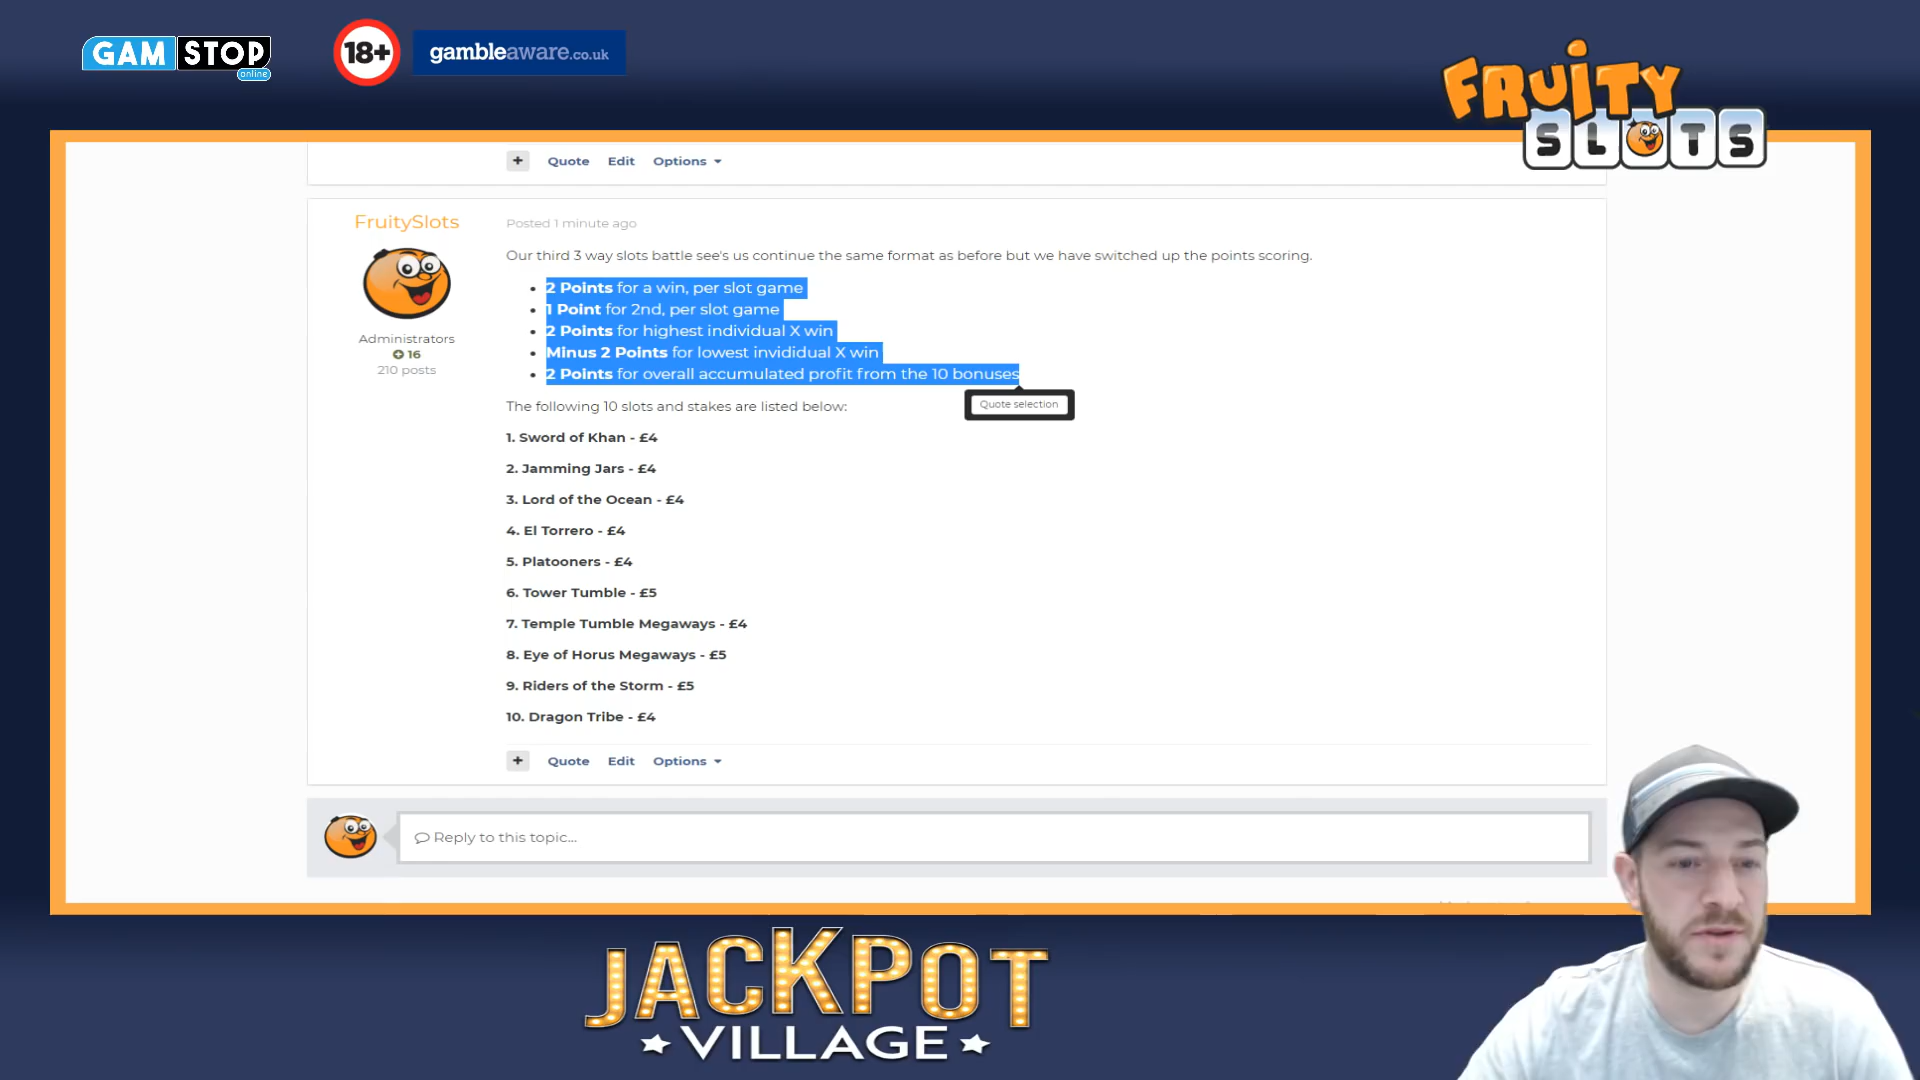 GAMSTOP
online
18+
gambleaware.co.uk
FRUITY
SLOTS
+ Quote Edit Options
FruitySlots
Posted 1 minute ago
Our third 3 way slots battle see's us continue the same format as before but we have switched up the points scoring.
2 Points for a win, per slot game
1 Point for 2nd, per slot game
2 Points for highest individual X win
Minus 2 Points for lowest invididual X win
2 Points for overall accumulated profit from the 10 bonuses
Quote selection
Administrators
16
210 posts
The following 10 slots and stakes are listed below:
1. Sword of Khan - £4
2. Jamming Jars - £4
3. Lord of the Ocean - £4
4. El Torrero - £4
5. Platooners - £4
6. Tower Tumble - £5
7. Temple Tumble Megaways - £4
8. Eye of Horus Megaways - £5
9. Riders of the Storm - £5
10. Dragon Tribe - £4
+ Quote Edit Options
Reply to this topic...
JACKPOT
VILLAGE